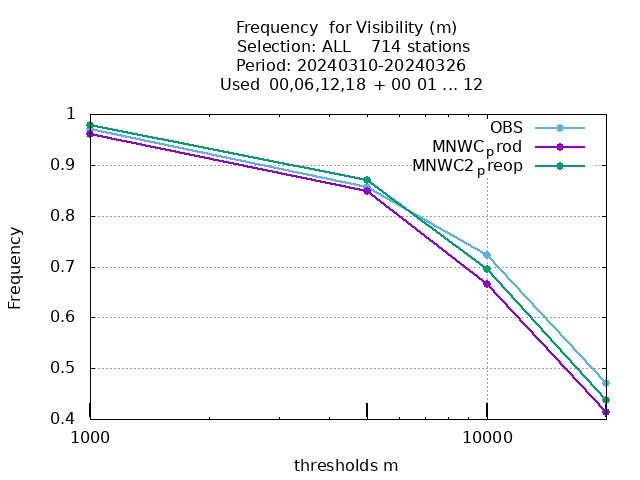 Frequency for Visibility (m)
Selection: ALL 714 stations
Period: 20240310-20240326
Used 00,06,12,18 + 00 01 ... 12
OBS
MNWCprod
MNWC2preop
1
0.9
0.8
0.7
0.6
0.5
0.4
Frequency
1000
10000
thresholds m